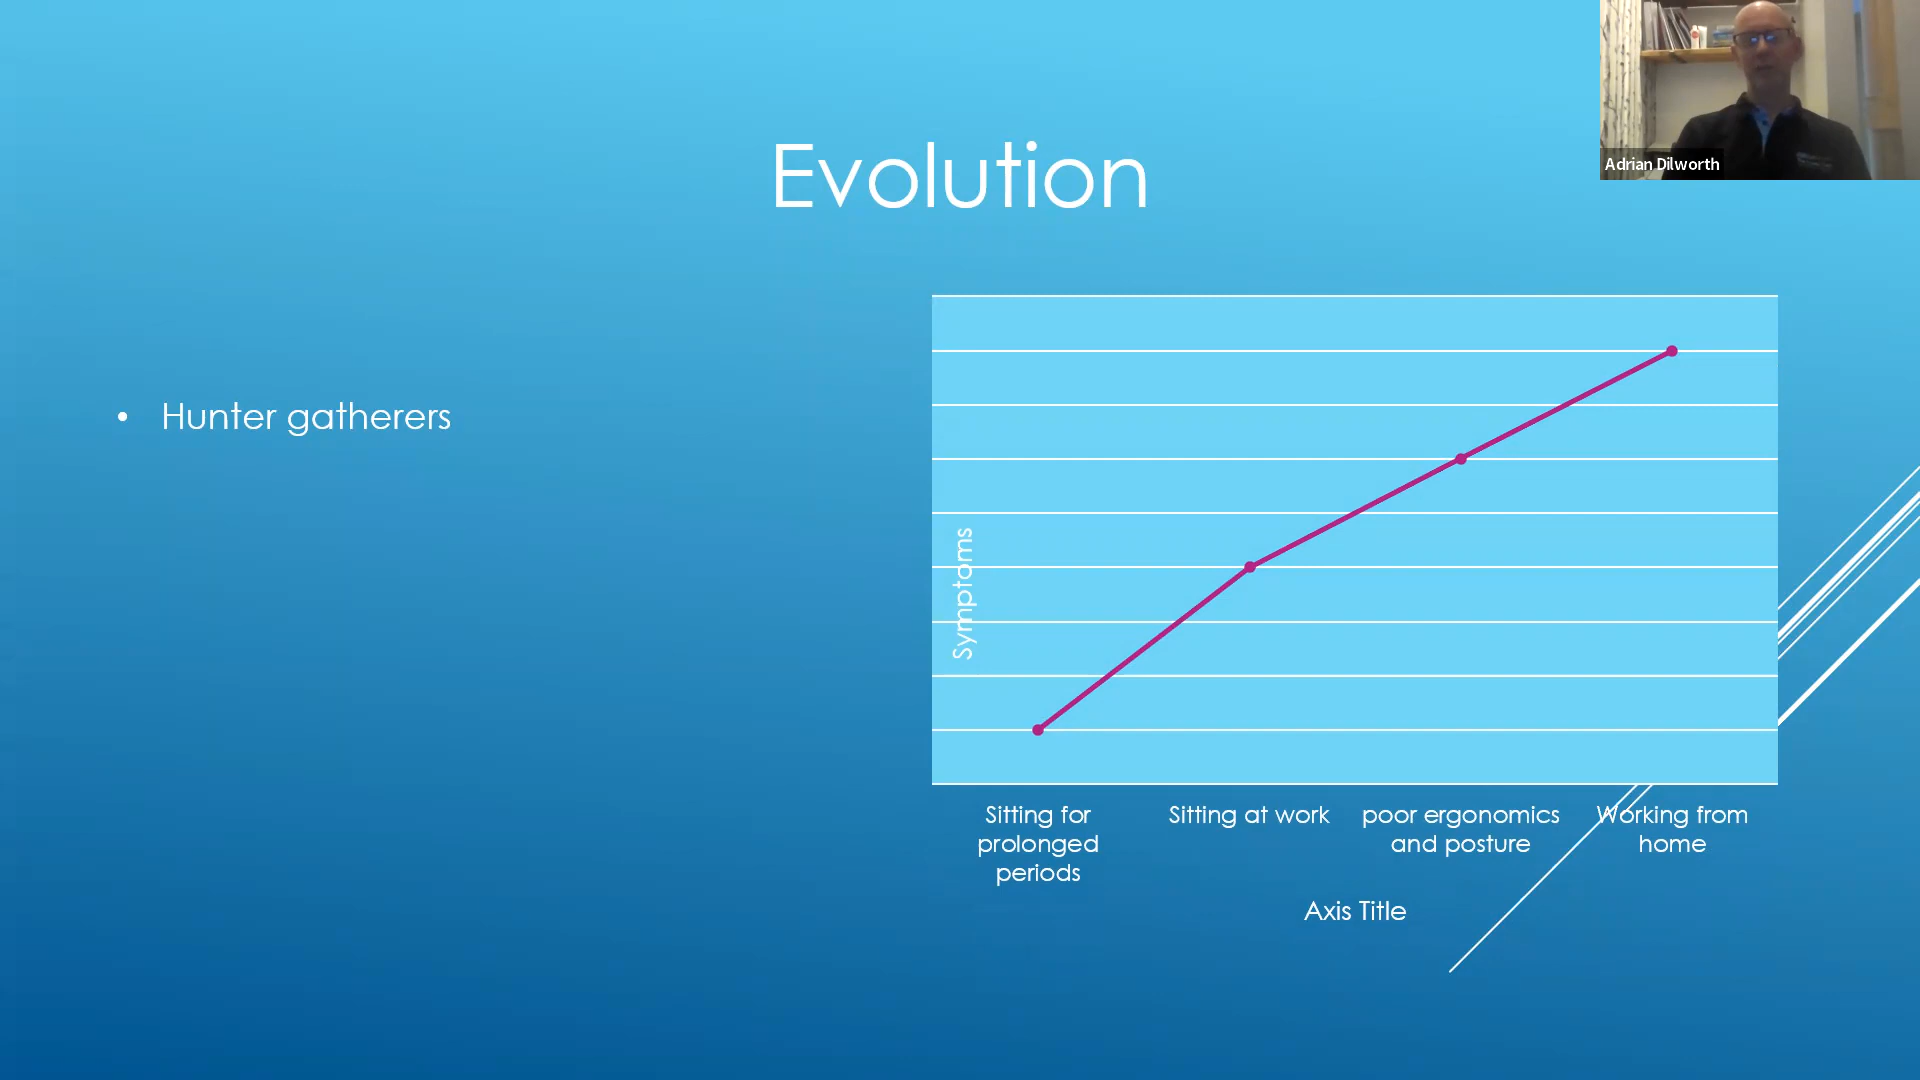 Adrian Dilworth
Evolution
• Hunter gatherers
Symptoms
Sitting for
prolonged
periods
Sitting at work
poor ergonomics
and posture
Working from
home
Axis Title